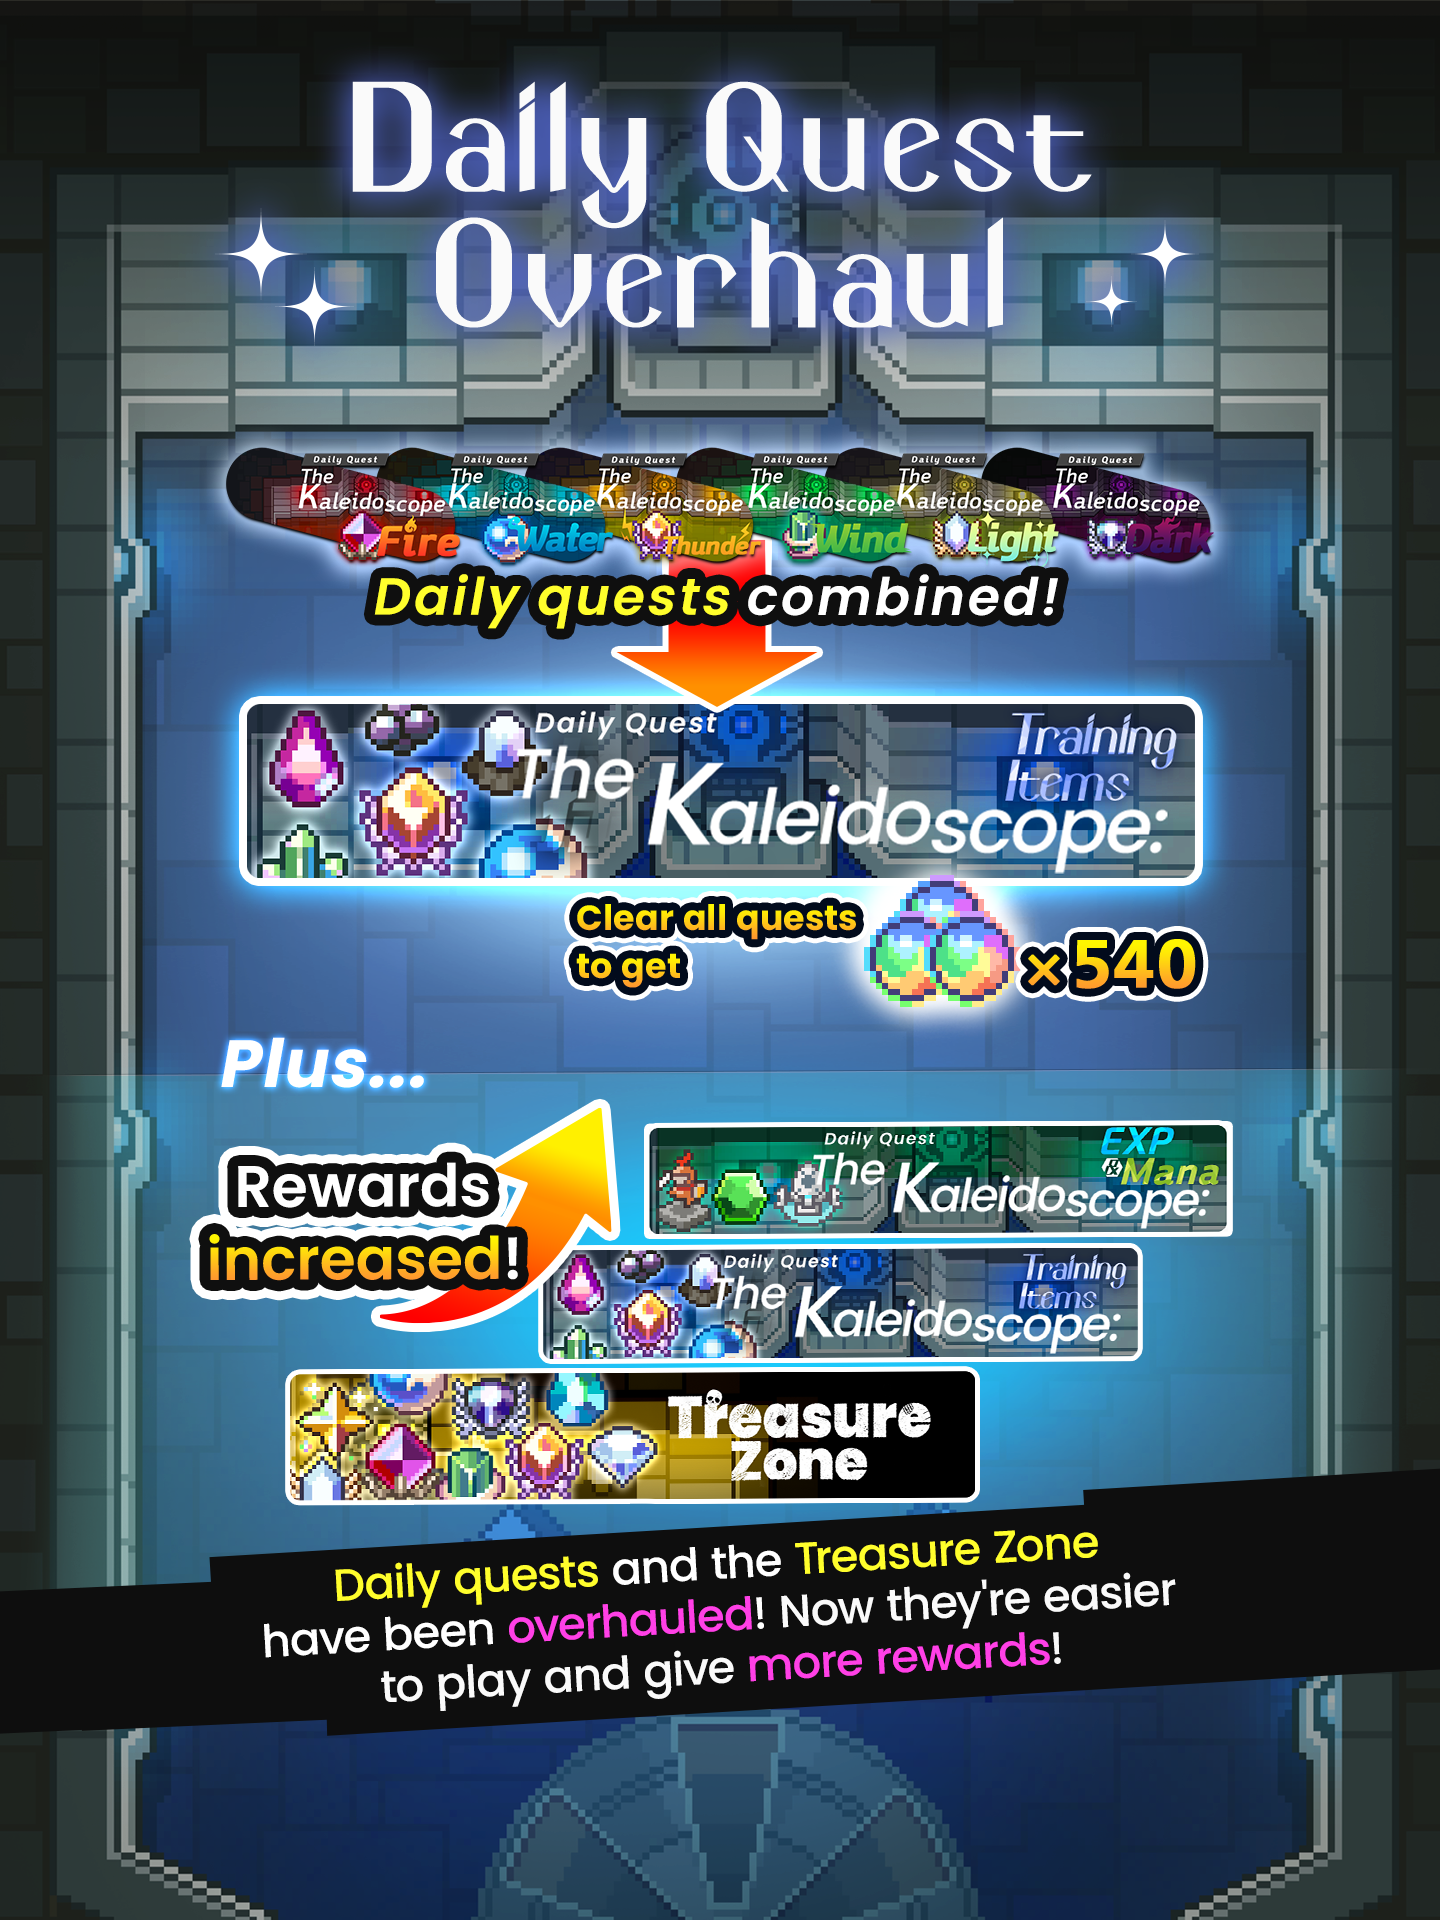 Daily Quest
Overhaul
Daily Quest
The
Kaleidoscope
Fire
Daily Quest
The
Kaleidoscope
Water
Daily Quest
The
Kaleidoscope
Thunder
Daily Quest
The
Kaleidoscope
Wind
Daily Quest
The
Kaleidoscope
Light
Daily Quest
The
Kaleidoscope
Dark
Daily quests combined!
Daily Quest
The Kaleidoscope:
Training
Items
Clear all quests
to get
×540
Plus...
Rewards
increased!
Daily Quest
The Kaleidoscope:
EXP
& Mana
Daily Quest
The Kaleidoscope:
Training
Items
Treasure
Zone
Daily quests and the Treasure Zone
have been overhauled! Now they're easier
to play and give more rewards!